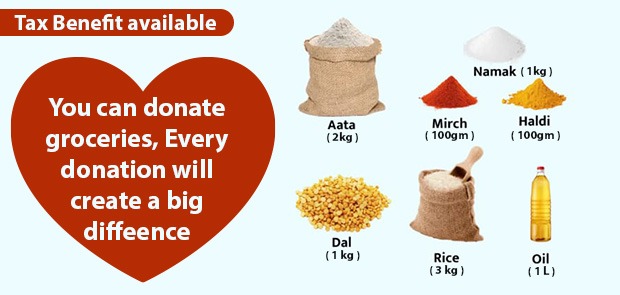 Tax Benefit available
You can donate
groceries, Every
donation will
create a big
diffeence
Namak ( 1kg )
Aata
( 2kg )
Mirch
( 100gm )
Haldi
( 100gm )
Dal
( 1 kg )
Rice
( 3 kg )
Oil
( 1 L )